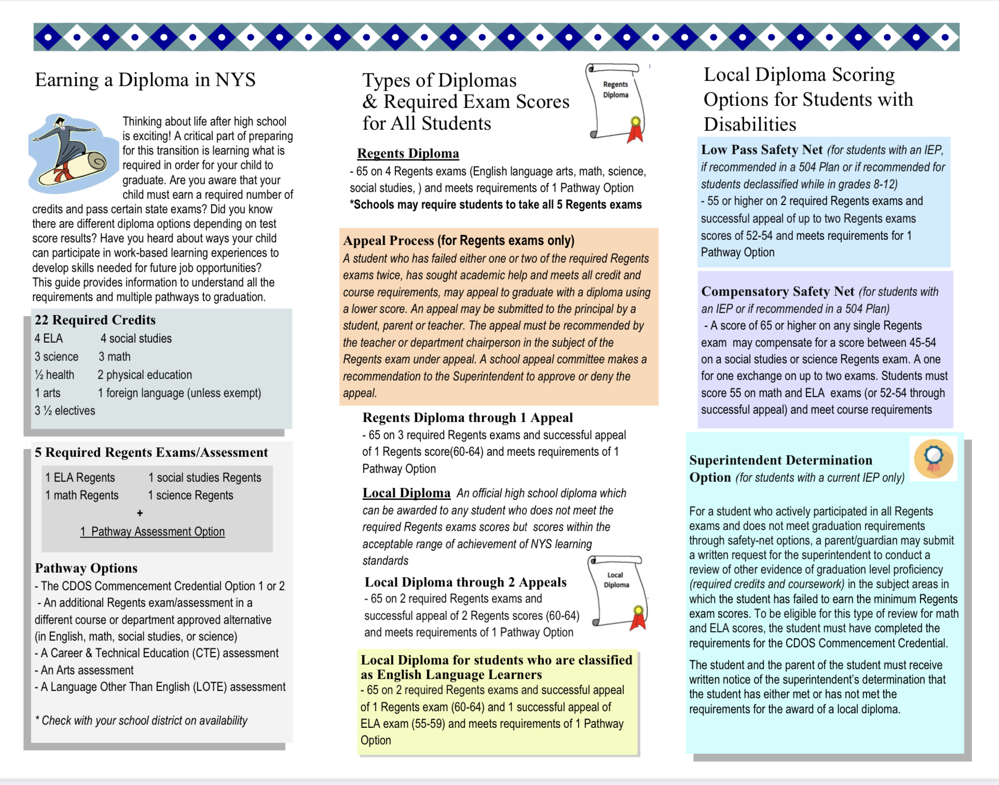 Earning a Diploma in NYS
Thinking about life after high school
is exciting! A critical part of preparing
for this transition is learning what is
required in order for your child to
graduate. Are you aware that your
child must earn a required number of
credits and pass certain state exams? Did you know
there are different diploma options depending on test
score results? Have you heard about ways your child
can participate in work-based learning experiences to
develop skills needed for future job opportunities?
This guide provides information to understand all the
requirements and multiple pathways to graduation.
22 Required Credits
4 ELA 4 social studies
3 science 3 math
½ health 2 physical education
1 arts 1 foreign language (unless exempt)
3 ½ electives
5 Required Regents Exams/Assessment
1 ELA Regents 1 social studies Regents
1 math Regents 1 science Regents
+
1 Pathway Assessment Option
Pathway Options
- The CDOS Commencement Credential Option 1 or 2
- An additional Regents exam/assessment in a
different course or department approved alternative
(in English, math, social studies, or science)
- A Career & Technical Education (CTE) assessment
- An Arts assessment
- A Language Other Than English (LOTE) assessment
* Check with your school district on availability
Types of Diplomas
& Required Exam Scores
for All Students
Regents
Diploma
Regents Diploma
- 65 on 4 Regents exams (English language arts, math, science,
social studies, ) and meets requirements of 1 Pathway Option
*Schools may require students to take all 5 Regents exams
Appeal Process (for Regents exams only)
A student who has failed either one or two of the required Regents
exams twice, has sought academic help and meets all credit and
course requirements, may appeal to graduate with a diploma using
a lower score. An appeal may be submitted to the principal by a
student, parent or teacher. The appeal must be recommended by
the teacher or department chairperson in the subject of the
Regents exam under appeal. A school appeal committee makes a
recommendation to the Superintendent to approve or deny the
appeal.
Regents Diploma through 1 Appeal
- 65 on 3 required Regents exams and successful appeal
of 1 Regents score(60-64) and meets requirements of 1
Pathway Option
Local Diploma An official high school diploma which
can be awarded to any student who does not meet the
required Regents exams scores but scores within the
acceptable range of achievement of NYS learning
standards
Local
Diploma
Local Diploma through 2 Appeals
- 65 on 2 required Regents exams and
successful appeal of 2 Regents scores (60-64)
and meets requirements of 1 Pathway Option
Local Diploma for students who are classified
as English Language Learners
- 65 on 2 required Regents exams and successful appeal
of 1 Regents exam (60-64) and 1 successful appeal of
ELA exam (55-59) and meets requirements of 1 Pathway
Option
Local Diploma Scoring
Options for Students with
Disabilities
Low Pass Safety Net (for students with an IEP,
if recommended in a 504 Plan or if recommended for
students declassified while in grades 8-12)
- 55 or higher on 2 required Regents exams and
successful appeal of up to two Regents exams
scores of 52-54 and meets requirements for 1
Pathway Option
Compensatory Safety Net (for students with
an IEP or if recommended in a 504 Plan)
- A score of 65 or higher on any single Regents
exam may compensate for a score between 45-54
on a social studies or science Regents exam. A one
for one exchange on up to two exams. Students must
score 55 on math and ELA exams (or 52-54 through
successful appeal) and meet course requirements
Superintendent Determination
Option (for students with a current IEP only)
For a student who actively participated in all Regents
exams and does not meet graduation requirements
through safety-net options, a parent/guardian may submit
a written request for the superintendent to conduct a
review of other evidence of graduation level proficiency
(required credits and coursework) in the subject areas in
which the student has failed to earn the minimum Regents
exam scores. To be eligible for this type of review for math
and ELA scores, the student must have completed the
requirements for the CDOS Commencement Credential.
The student and the parent of the student must receive
written notice of the superintendent's determination that
the student has either met or has not met the
requirements for the award of a local diploma.